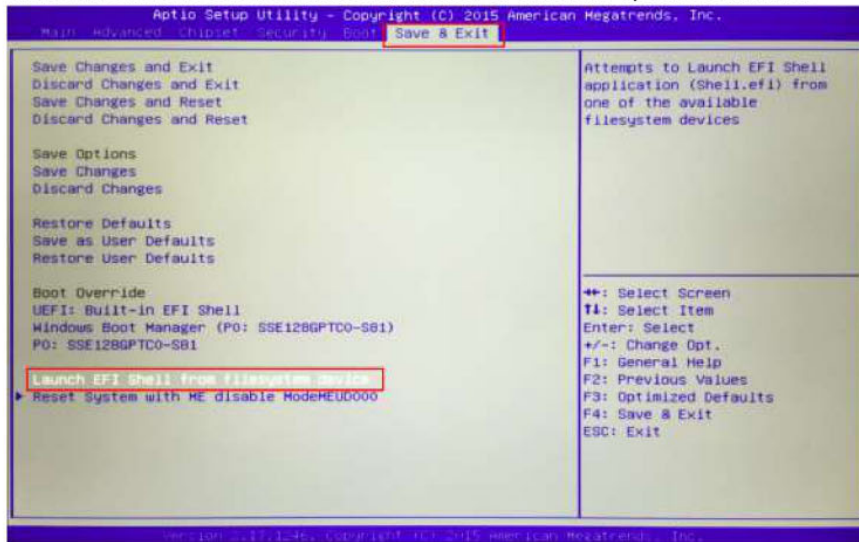 Aptio Setup Utility – Copyright (C) 2015 American Megatrends, Inc.
Main Advanced Chipset Security Boot Save & Exit
Save Changes and Exit
Discard Changes and Exit
Save Changes and Reset
Discard Changes and Reset
Save Options
Save Changes
Discard Changes
Restore Defaults
Save as User Defaults
Restore User Defaults
Boot Override
UEFI: Built-in EFI Shell
Windows Boot Manager (P0: SSE128GPTC0-S81)
P0: SSE128GPTC0-S81
Launch EFI Shell from filesystem device
Reset System with ME disable ModeMEUD000
Attempts to Launch EFI Shell
application (Shell.efi) from
one of the available
filesystem devices
→←: Select Screen
↑↓: Select Item
Enter: Select
+/-: Change Opt.
F1: General Help
F2: Previous Values
F3: Optimized Defaults
F4: Save & Exit
ESC: Exit
Version 2.17.1246. Copyright (C) 2015 American Megatrends, Inc.